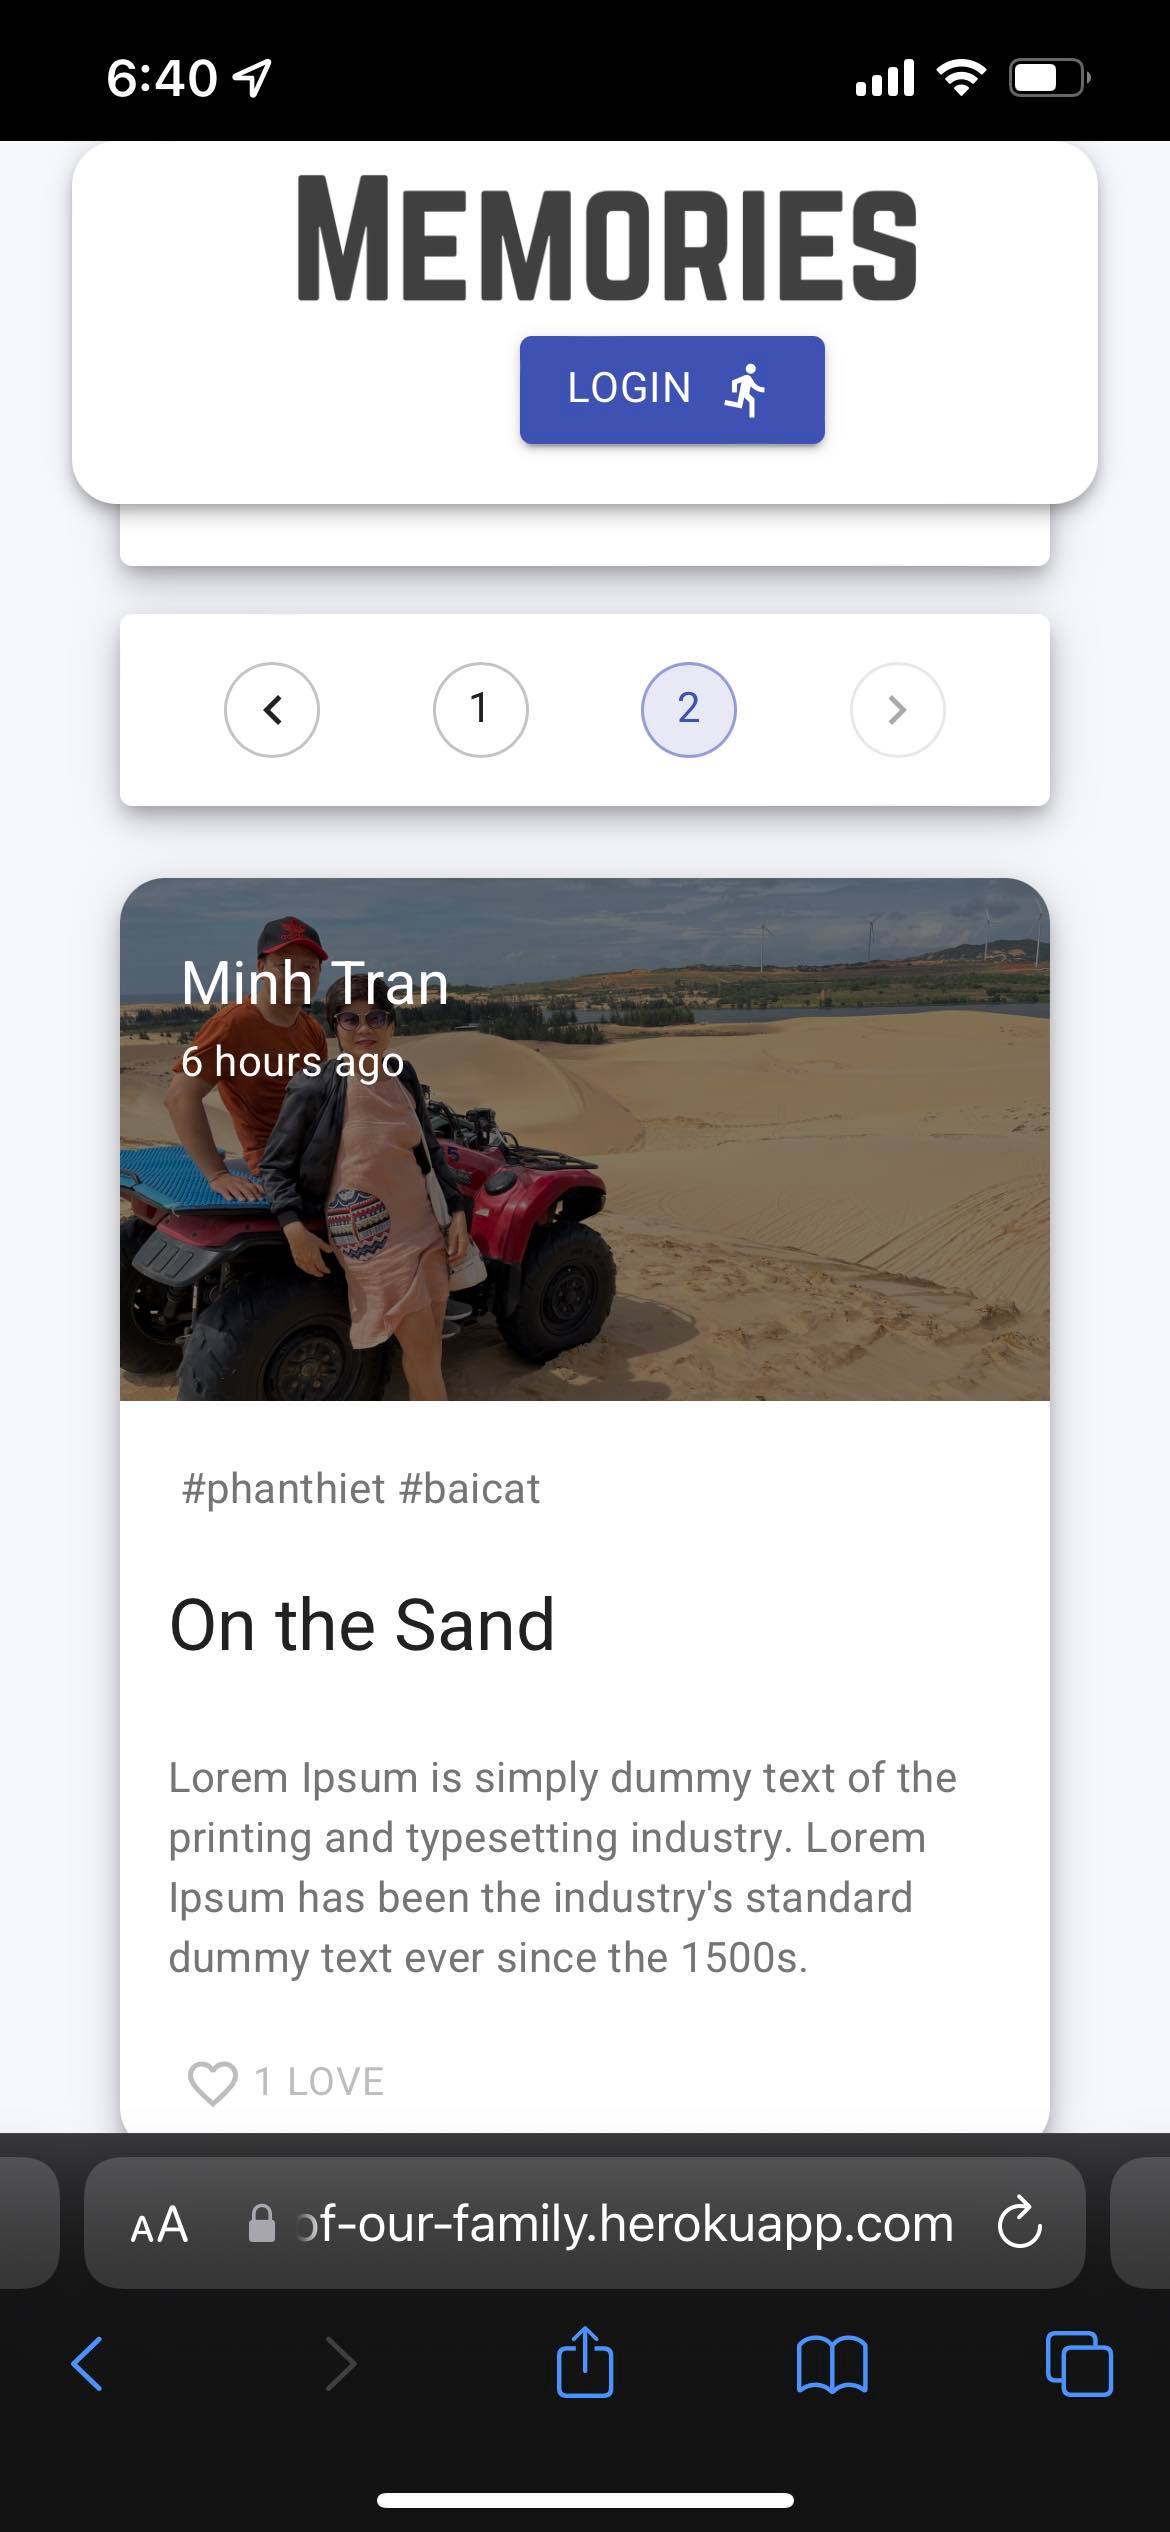 6:40
MEMORIES
LOGIN
1
2
Minh Tran
6 hours ago
5
#phanthiet #baicat
On the Sand
Lorem Ipsum is simply dummy text of the
printing and typesetting industry. Lorem
Ipsum has been the industry's standard
dummy text ever since the 1500s.
1 LOVE
AA
of-our-family.herokuapp.com